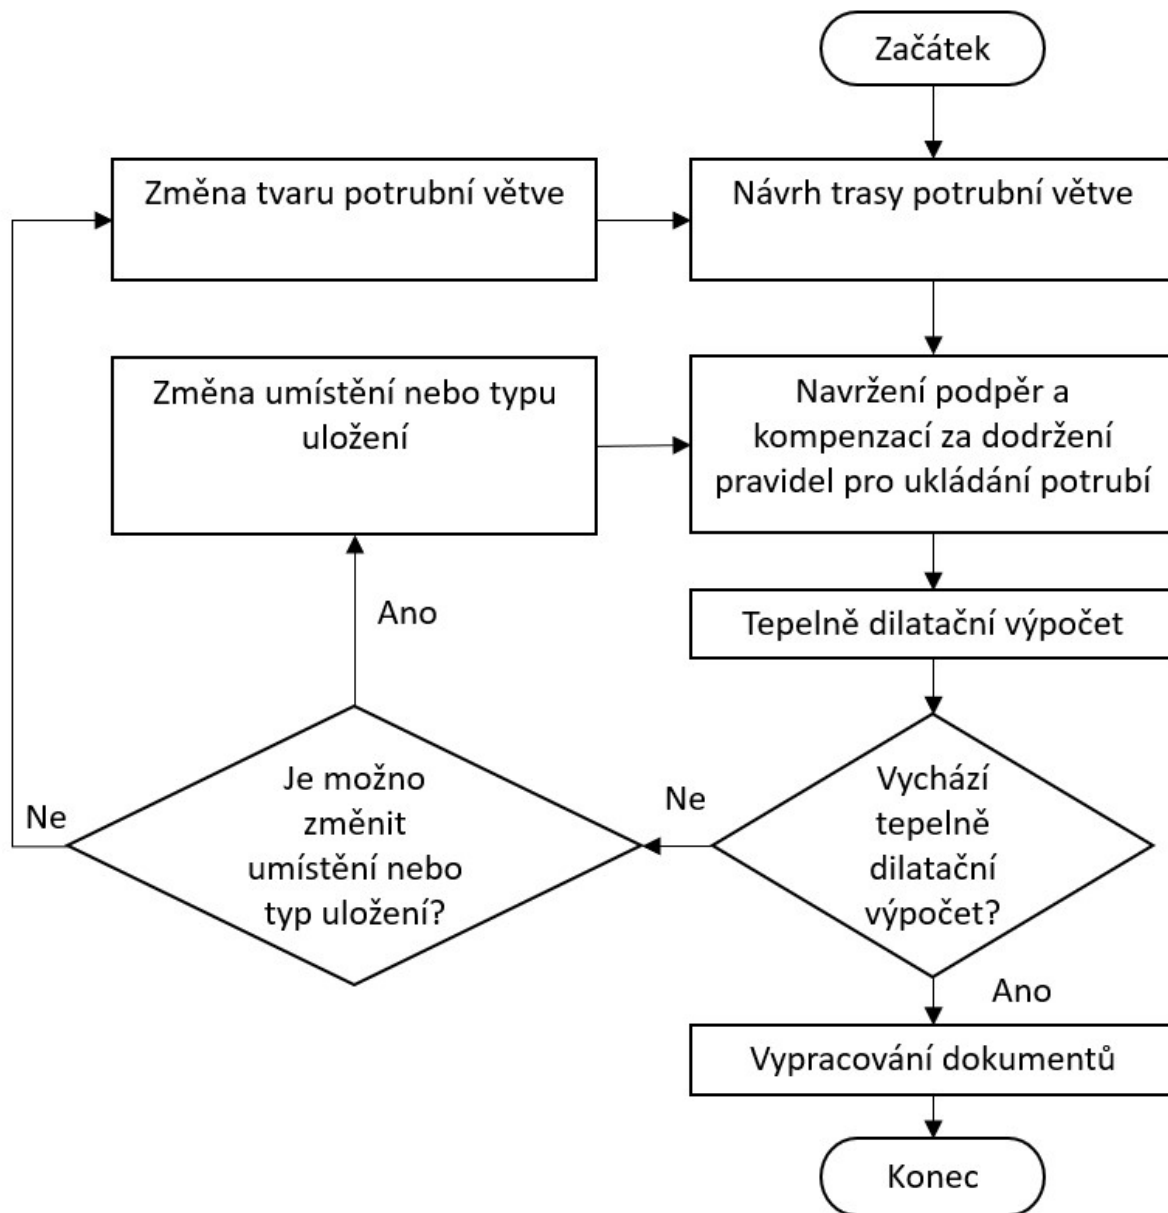 Začátek
Změna tvaru potrubní větve
Návrh trasy potrubní větve
Změna umístění nebo typu
uložení
Navržení podpěr a
kompenzací za dodržení
pravidel pro ukládání potrubí
Ano
Tepelně dilatační výpočet
Ne
Je možno
změnit
umístění nebo
typ uložení?
Ne
Vychází
tepelně
dilatační
výpočet?
Ano
Vypracování dokumentů
Konec